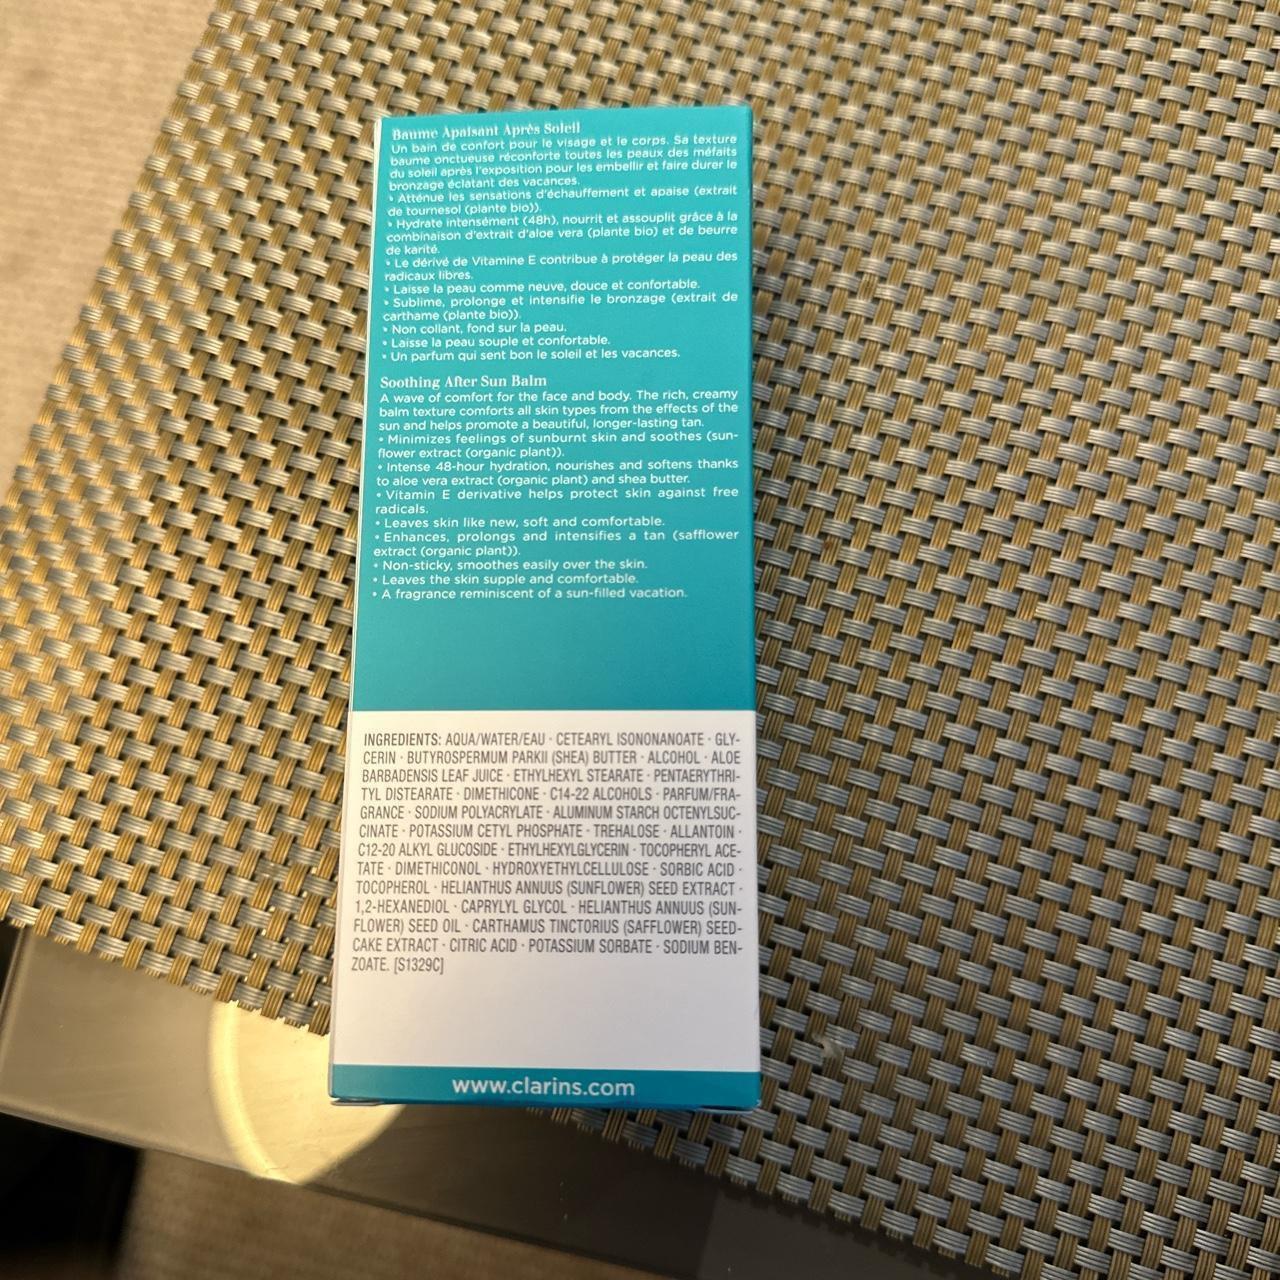 Baume Apaisant Après Soleil
Un bain de confort pour le visage et le corps. Sa texture
baume onctueuse réconforte toutes les peaux des méfaits
du soleil après l'exposition pour les embellir et faire durer le
bronzage éclatant des vacances.
• Atténue les sensations d'échauffement et apaise (extrait
de tournesol (plante bio)).
• Hydrate intensément (48h), nourrit et assouplit grâce à la
combinaison d'extrait d'aloe vera (plante bio) et de beurre
de karité.
• Le dérivé de Vitamine E contribue à protéger la peau des
radicaux libres.
• Laisse la peau comme neuve, douce et confortable.
• Sublime, prolonge et intensifie le bronzage (extrait de
carthame (plante bio)).
• Non collant, fond sur la peau.
• Laisse la peau souple et confortable.
• Un parfum qui sent bon le soleil et les vacances.
Soothing After Sun Balm
A wave of comfort for the face and body. The rich, creamy
balm texture comforts all skin types from the effects of the
sun and helps promote a beautiful, longer-lasting tan.
• Minimizes feelings of sunburnt skin and soothes (sun-
flower extract (organic plant)).
• Intense 48-hour hydration, nourishes and softens thanks
to aloe vera extract (organic plant) and shea butter.
• Vitamin E derivative helps protect skin against free
radicals.
• Leaves skin like new, soft and comfortable.
• Enhances, prolongs and intensifies a tan (safflower
extract (organic plant)).
• Non-sticky, smoothes easily over the skin.
• Leaves the skin supple and comfortable.
• A fragrance reminiscent of a sun-filled vacation.
INGREDIENTS: AQUA/WATER/EAU · CETEARYL ISONONANOATE · GLY-
CERIN · BUTYROSPERMUM PARKII (SHEA) BUTTER · ALCOHOL · ALOE
BARBADENSIS LEAF JUICE · ETHYLHEXYL STEARATE · PENTAERYTHRI-
TYL DISTEARATE · DIMETHICONE · C14-22 ALCOHOLS · PARFUM/FRA-
GRANCE · SODIUM POLYACRYLATE · ALUMINUM STARCH OCTENYLSUC-
CINATE · POTASSIUM CETYL PHOSPHATE · TREHALOSE · ALLANTOIN ·
C12-20 ALKYL GLUCOSIDE · ETHYLHEXYLGLYCERIN · TOCOPHERYL ACE-
TATE · DIMETHICONOL · HYDROXYETHYLCELLULOSE · SORBIC ACID ·
TOCOPHEROL · HELIANTHUS ANNUUS (SUNFLOWER) SEED EXTRACT ·
1,2-HEXANEDIOL · CAPRYLYL GLYCOL · HELIANTHUS ANNUUS (SUN-
FLOWER) SEED OIL · CARTHAMUS TINCTORIUS (SAFFLOWER) SEED-
CAKE EXTRACT · CITRIC ACID · POTASSIUM SORBATE · SODIUM BEN-
ZOATE. [S1329C]
www.clarins.com